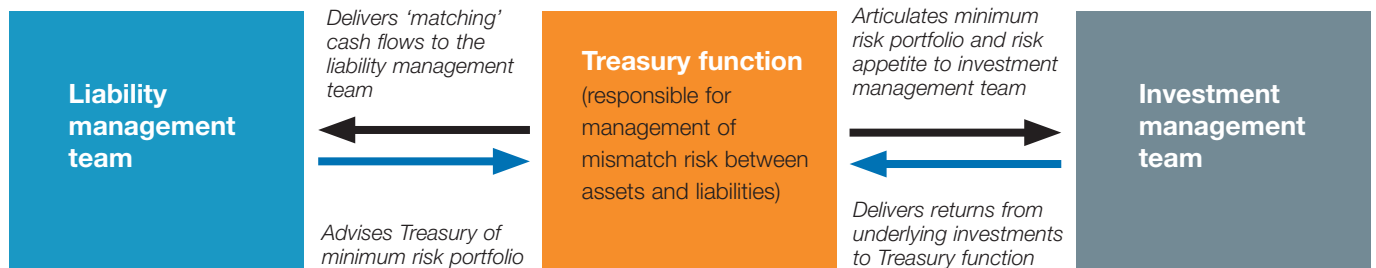 Liability
management
team
Delivers ‘matching’
cash flows to the
liability management
team
Advises Treasury of
minimum risk portfolio
Treasury function
(responsible for
management of
mismatch risk between
assets and liabilities)
Articulates minimum
risk portfolio and risk
appetite to investment
management team
Delivers returns from
underlying investments
to Treasury function
Investment
management
team